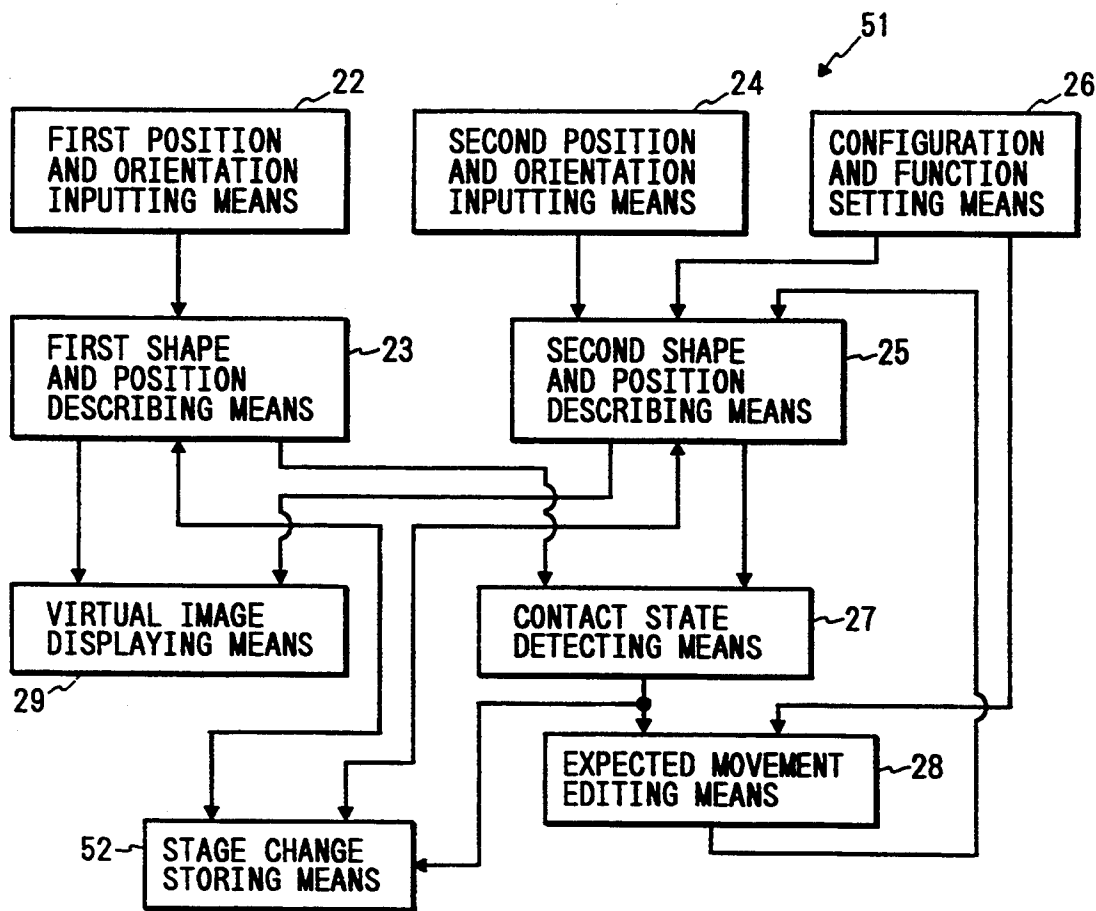 51
22
24
26
FIRST POSITION
AND ORIENTATION
INPUTTING MEANS
SECOND POSITION
AND ORIENTATION
INPUTTING MEANS
CONFIGURATION
AND FUNCTION
SETTING MEANS
FIRST SHAPE
AND POSITION
DESCRIBING MEANS
23
SECOND SHAPE
AND POSITION
DESCRIBING MEANS
25
VIRTUAL IMAGE
DISPLAYING MEANS
29
CONTACT STATE
DETECTING MEANS
27
EXPECTED MOVEMENT
EDITING MEANS
28
52
STAGE CHANGE
STORING MEANS